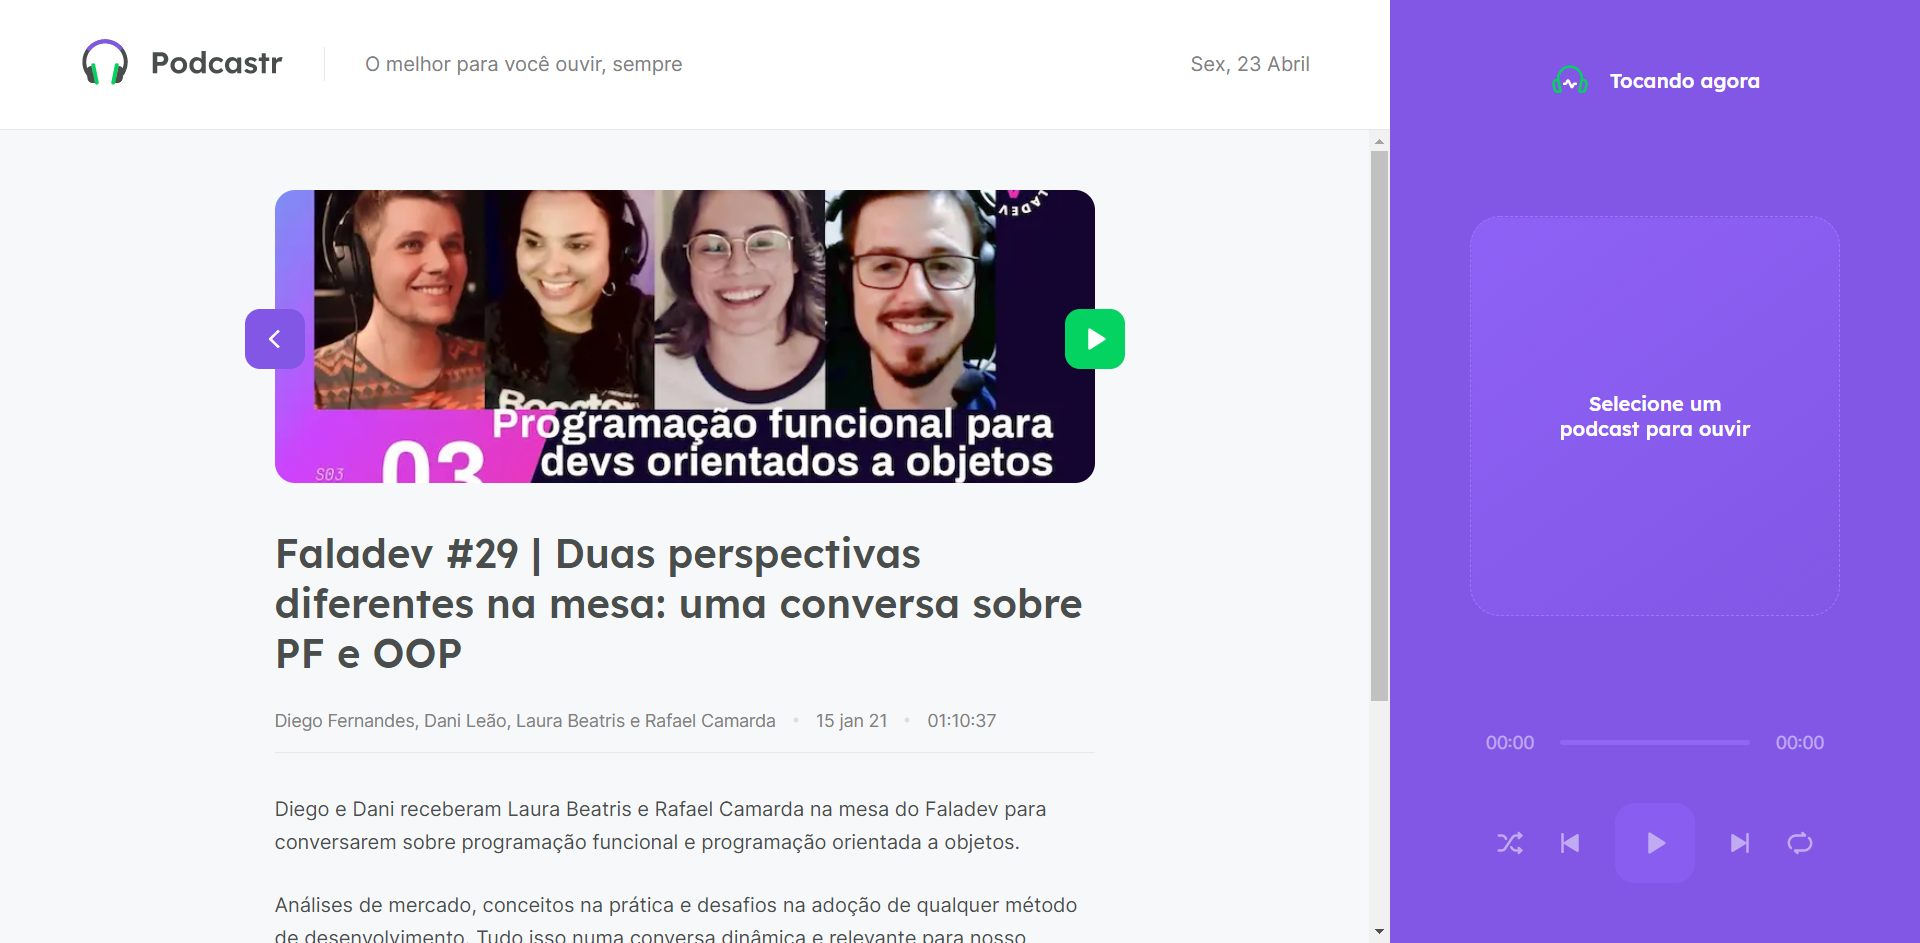 Podcastr
O melhor para você ouvir, sempre
Sex, 23 Abril
Tocando agora
LADEV
Programação funcional para
devs orientados a objetos
S03
03
Selecione um
podcast para ouvir
Faladev #29 | Duas perspectivas
diferentes na mesa: uma conversa sobre
PF e OOP
Diego Fernandes, Dani Leão, Laura Beatris e Rafael Camarda • 15 jan 21 • 01:10:37
00:00
00:00
Diego e Dani receberam Laura Beatris e Rafael Camarda na mesa do Faladev para
conversarem sobre programação funcional e programação orientada a objetos.
Análises de mercado, conceitos na prática e desafios na adoção de qualquer método
de desenvolvimento. Tudo isso numa conversa dinâmica e relevante para nosso